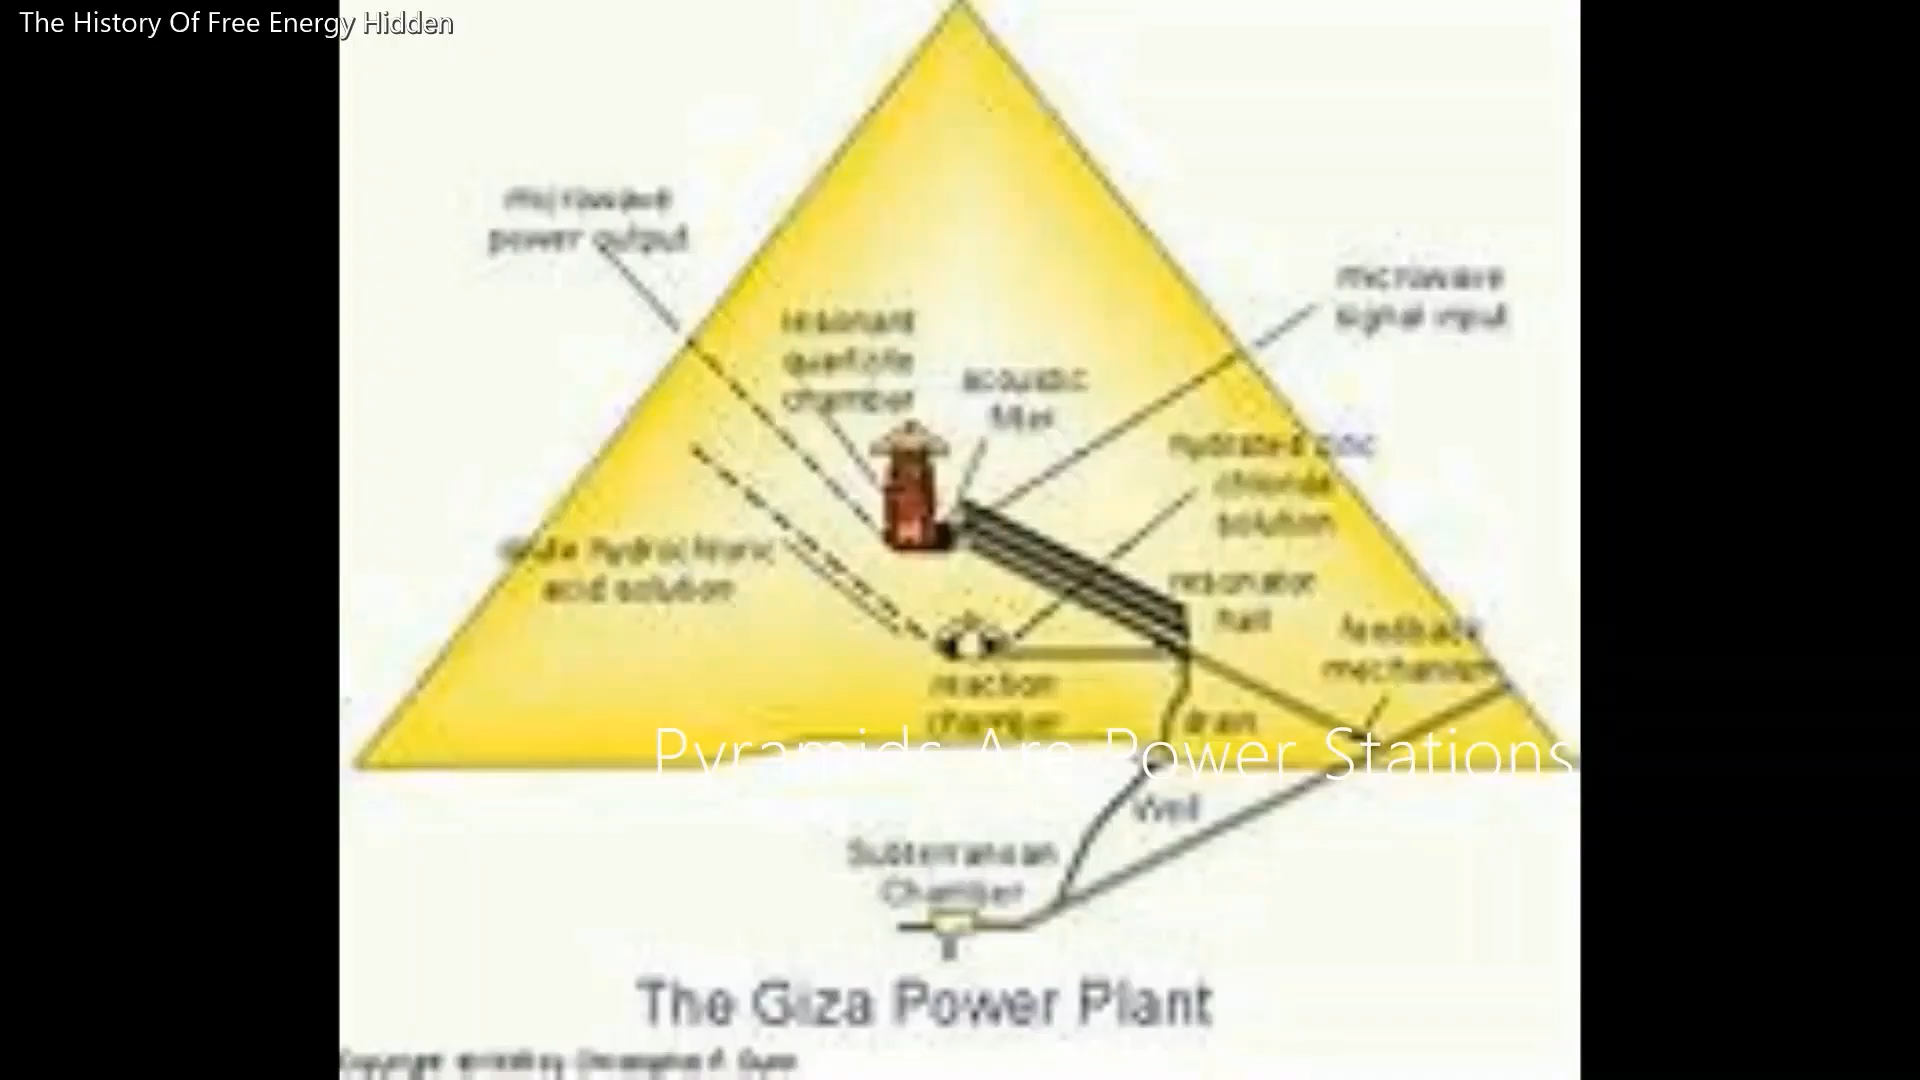 The History Of Free Energy Hidden
microwave
power output
microwave
signal input
resonant
quartzite
chamber
acoustic
filter
hydrated zinc
chloride
solution
dilute hydrochloric
acid solution
resonator
hall
feedback
mechanism
reaction
chamber
drain
Pyramids Are Power Stations
Well
Subterranean
Chamber
The Giza Power Plant
Copyright